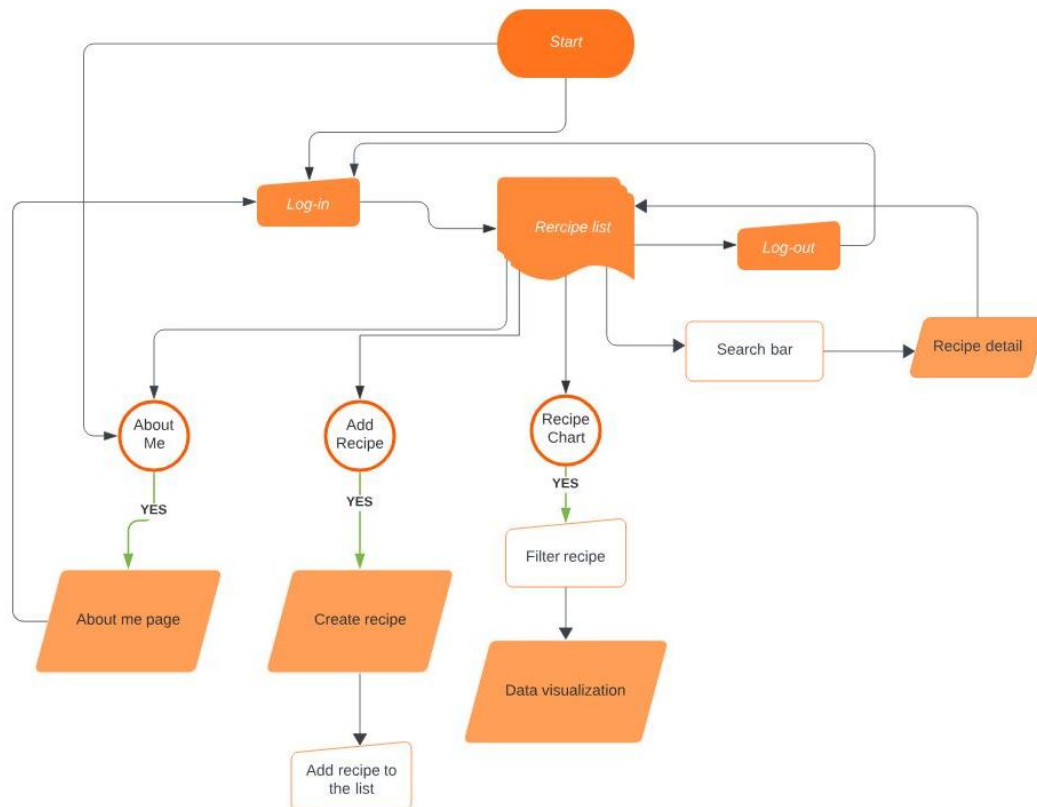 Start
Log-in
Rercipe list
Log-out
Search bar
Recipe detail
About
Me
Add
Recipe
Recipe
Chart
YES
YES
YES
Filter recipe
About me page
Create recipe
Data visualization
Add recipe to
the list